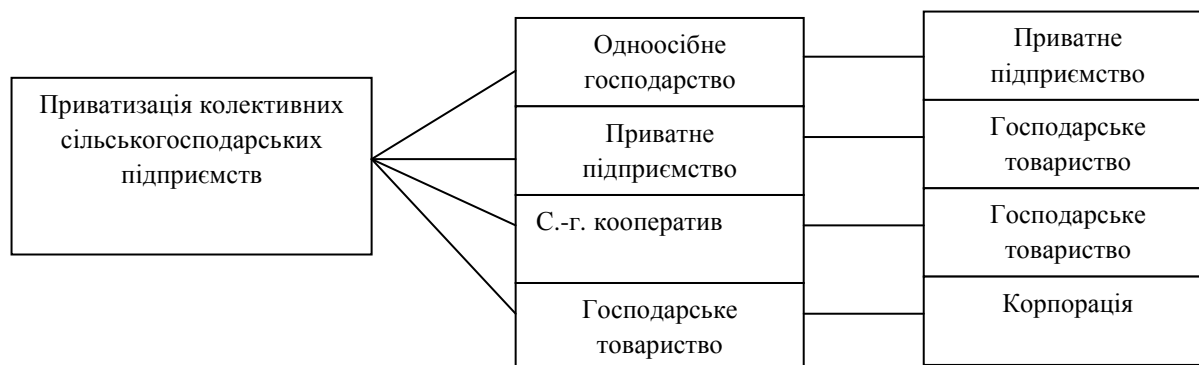 Приватизація колективних
сільськогосподарських
підприємств
Одноосібне
господарство
Приватне
підприємство
С.-г. кооператив
Господарське
товариство
Приватне
підприємство
Господарське
товариство
Господарське
товариство
Корпорація